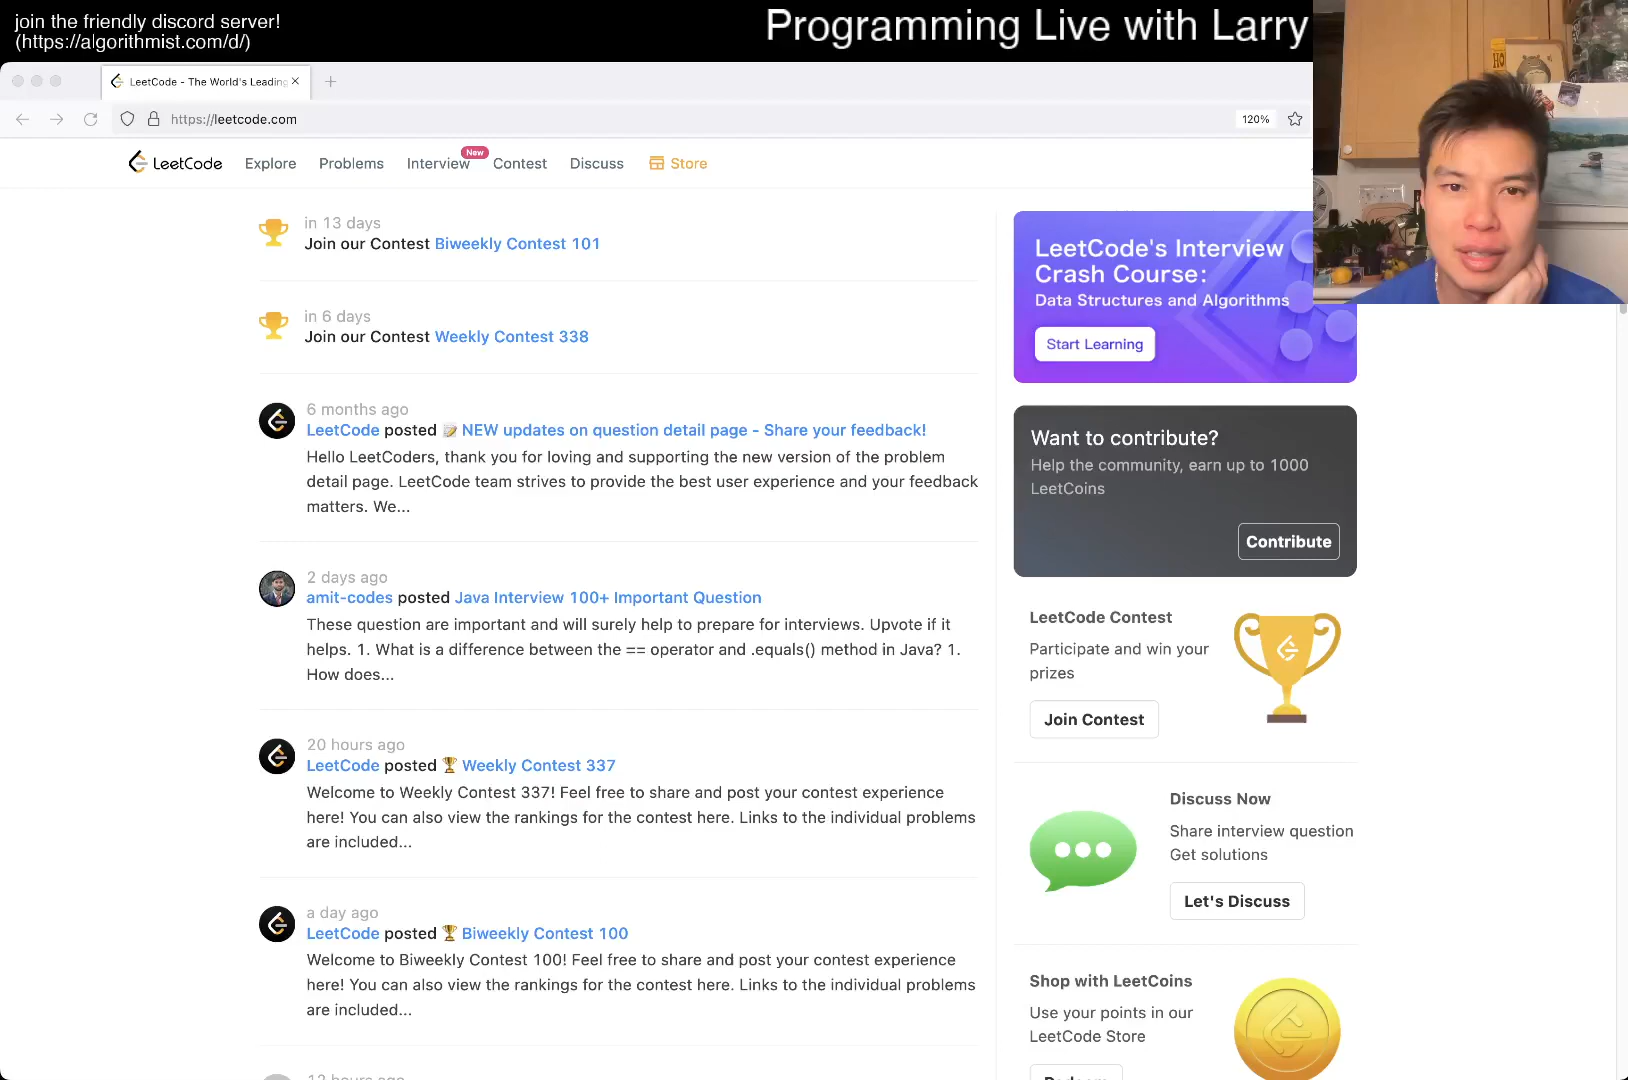 join the friendly discord server!
(https://algorithmist.com/d/)
Programming Live with Larry
LeetCode - The World's Leading
https://leetcode.com
120%
LeetCode
Explore
Problems
Interview
New
Contest
Discuss
Store
in 13 days
Join our Contest Biweekly Contest 101
in 6 days
Join our Contest Weekly Contest 338
6 months ago
LeetCode posted 📝 NEW updates on question detail page - Share your feedback!
Hello LeetCoders, thank you for loving and supporting the new version of the problem
detail page. LeetCode team strives to provide the best user experience and your feedback
matters. We...
2 days ago
amit-codes posted Java Interview 100+ Important Question
These question are important and will surely help to prepare for interviews. Upvote if it
helps. 1. What is a difference between the == operator and .equals() method in Java? 1.
How does...
20 hours ago
LeetCode posted 🏆 Weekly Contest 337
Welcome to Weekly Contest 337! Feel free to share and post your contest experience
here! You can also view the rankings for the contest here. Links to the individual problems
are included...
a day ago
LeetCode posted 🏆 Biweekly Contest 100
Welcome to Biweekly Contest 100! Feel free to share and post your contest experience
here! You can also view the rankings for the contest here. Links to the individual problems
are included...
12 hours ago
LeetCode's Interview
Crash Course:
Data Structures and Algorithms
Start Learning
Want to contribute?
Help the community, earn up to 1000
LeetCoins
Contribute
LeetCode Contest
Participate and win your
prizes
Join Contest
Discuss Now
Share interview question
Get solutions
Let's Discuss
Shop with LeetCoins
Use your points in our
LeetCode Store
Redeem